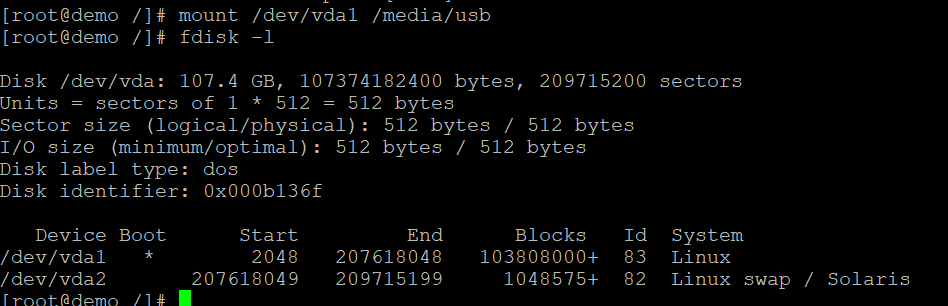 [root@demo /]# mount /dev/vda1 /media/usb
[root@demo /]# fdisk -l
Disk /dev/vda: 107.4 GB, 107374182400 bytes, 209715200 sectors
Units = sectors of 1 * 512 = 512 bytes
Sector size (logical/physical): 512 bytes / 512 bytes
I/O size (minimum/optimal): 512 bytes / 512 bytes
Disk label type: dos
Disk identifier: 0x000b136f
Device Boot Start End Blocks Id System
/dev/vda1 * 2048 207618048 103808000+ 83 Linux
/dev/vda2 207618049 209715199 1048575+ 82 Linux swap / Solaris
[root@demo /]#